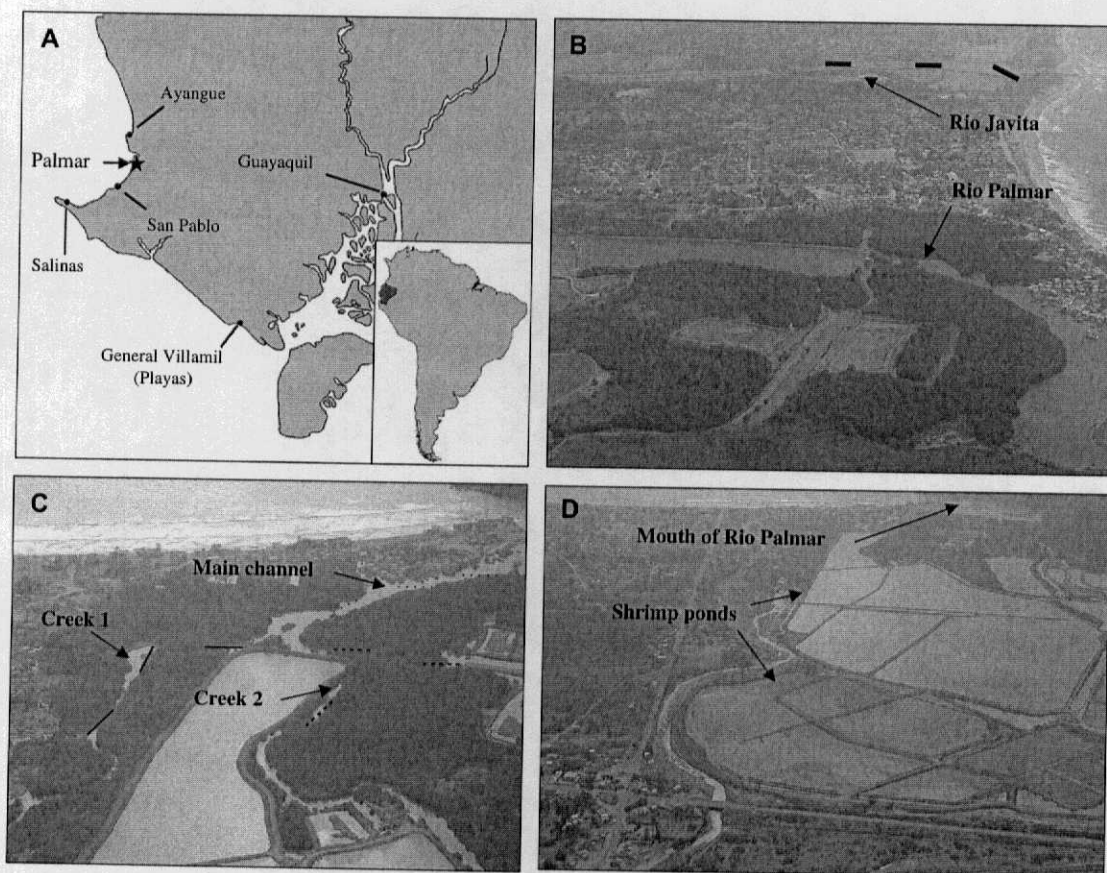 A
Ayangue
Palmar
Guayaquil
San Pablo
Salinas
General Villamil
(Playas)
B
Rio Javita
Rio Palmar
C
Main channel
Creek 1
Creek 2
D
Mouth of Rio Palmar
Shrimp ponds